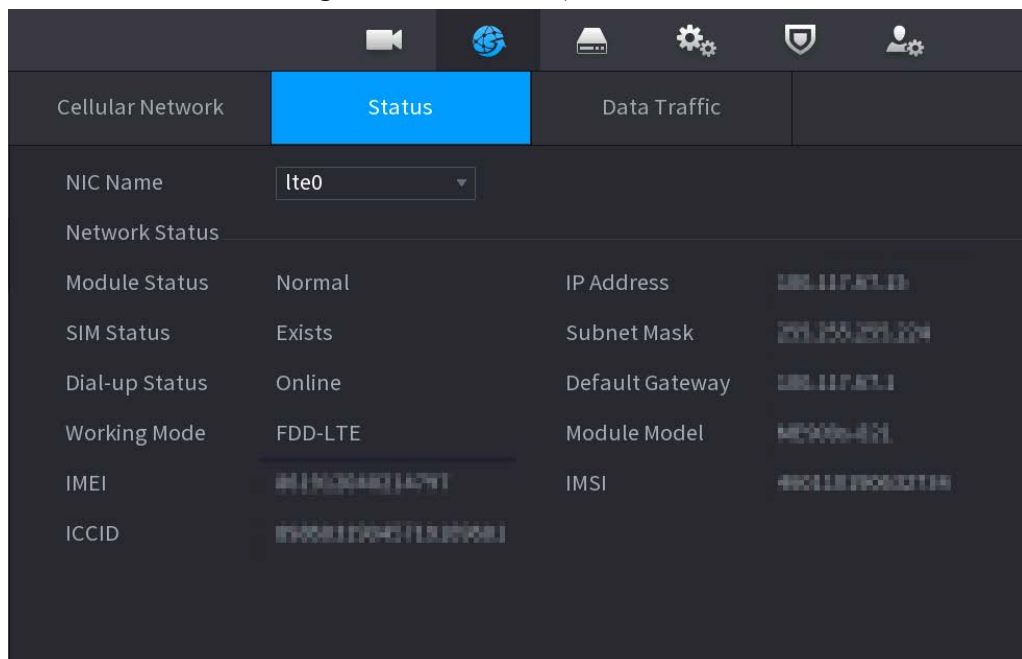 Cellular Network Status Data Traffic
NIC Name lte0
Network Status
Module Status Normal IP Address
SIM Status Exists Subnet Mask
Dial-up Status Online Default Gateway
Working Mode FDD-LTE Module Model
IMEI IMSI
ICCID